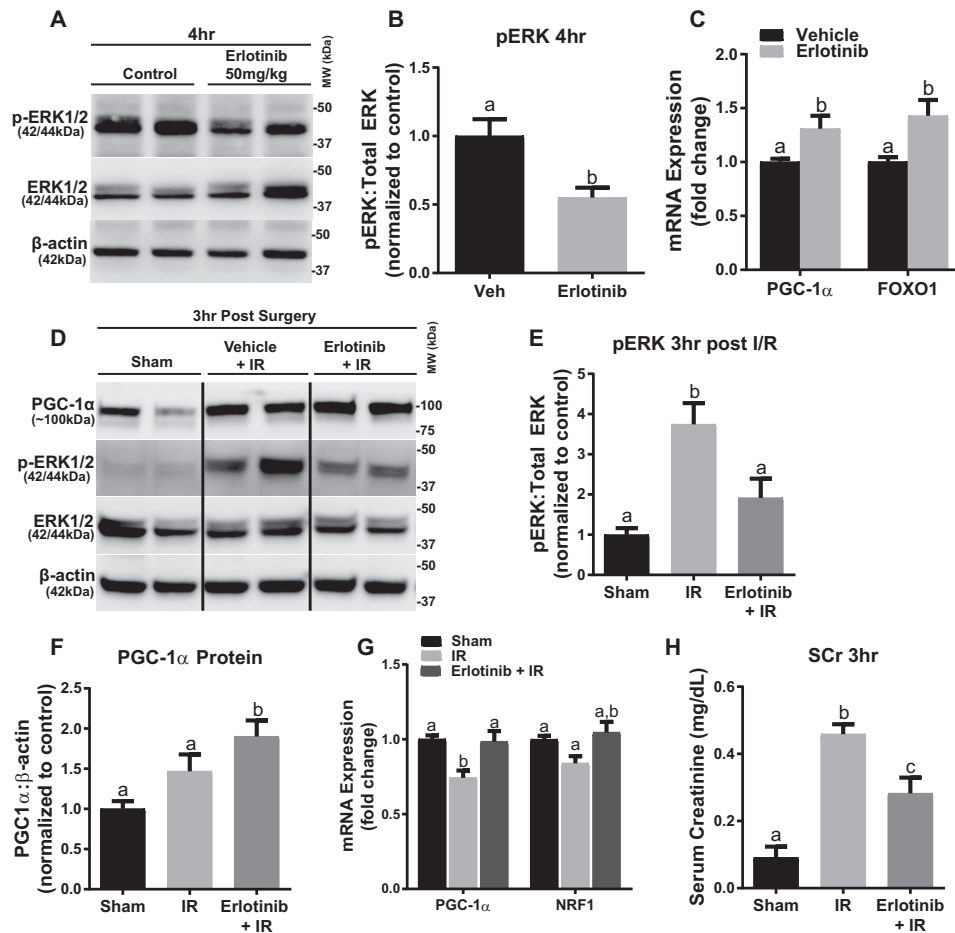 A
4hr
Control
Erlotinib
50mg/kg
MW (kDa)
p-ERK1/2
(42/44kDa)
-50
-37
ERK1/2
(42/44kDa)
-50
-37
β-actin
(42kDa)
-50
-37
B
pERK 4hr
pERK:Total ERK
(normalized to control)
1.5
1.0
0.5
0.0
a
b
Veh
Erlotinib
C
Vehicle
Erlotinib
mRNA Expression
(fold change)
2.0
1.5
1.0
0.5
0.0
a
b
a
b
PGC-1α
FOXO1
D
3hr Post Surgery
Sham
Vehicle
+ IR
Erlotinib
+ IR
MW (kDa)
PGC-1α
(~100kDa)
-100
-75
p-ERK1/2
(42/44kDa)
-50
-37
ERK1/2
(42/44kDa)
-50
-37
β-actin
(42kDa)
-50
-37
E
pERK 3hr post I/R
pERK:Total ERK
(normalized to control)
6
4
2
0
a
b
a
Sham
IR
Erlotinib
+ IR
F
PGC-1α Protein
PGC1α:β-actin
(normalized to control)
2.5
2.0
1.5
1.0
0.5
0.0
a
a
b
Sham
IR
Erlotinib
+ IR
G
Sham
IR
Erlotinib + IR
mRNA Expression
(fold change)
1.5
1.0
0.5
0.0
a
b
a
a
a
a,b
PGC-1α
NRF1
H
SCr 3hr
Serum Creatinine (mg/dL)
0.6
0.4
0.2
0.0
a
b
c
Sham
IR
Erlotinib
+ IR